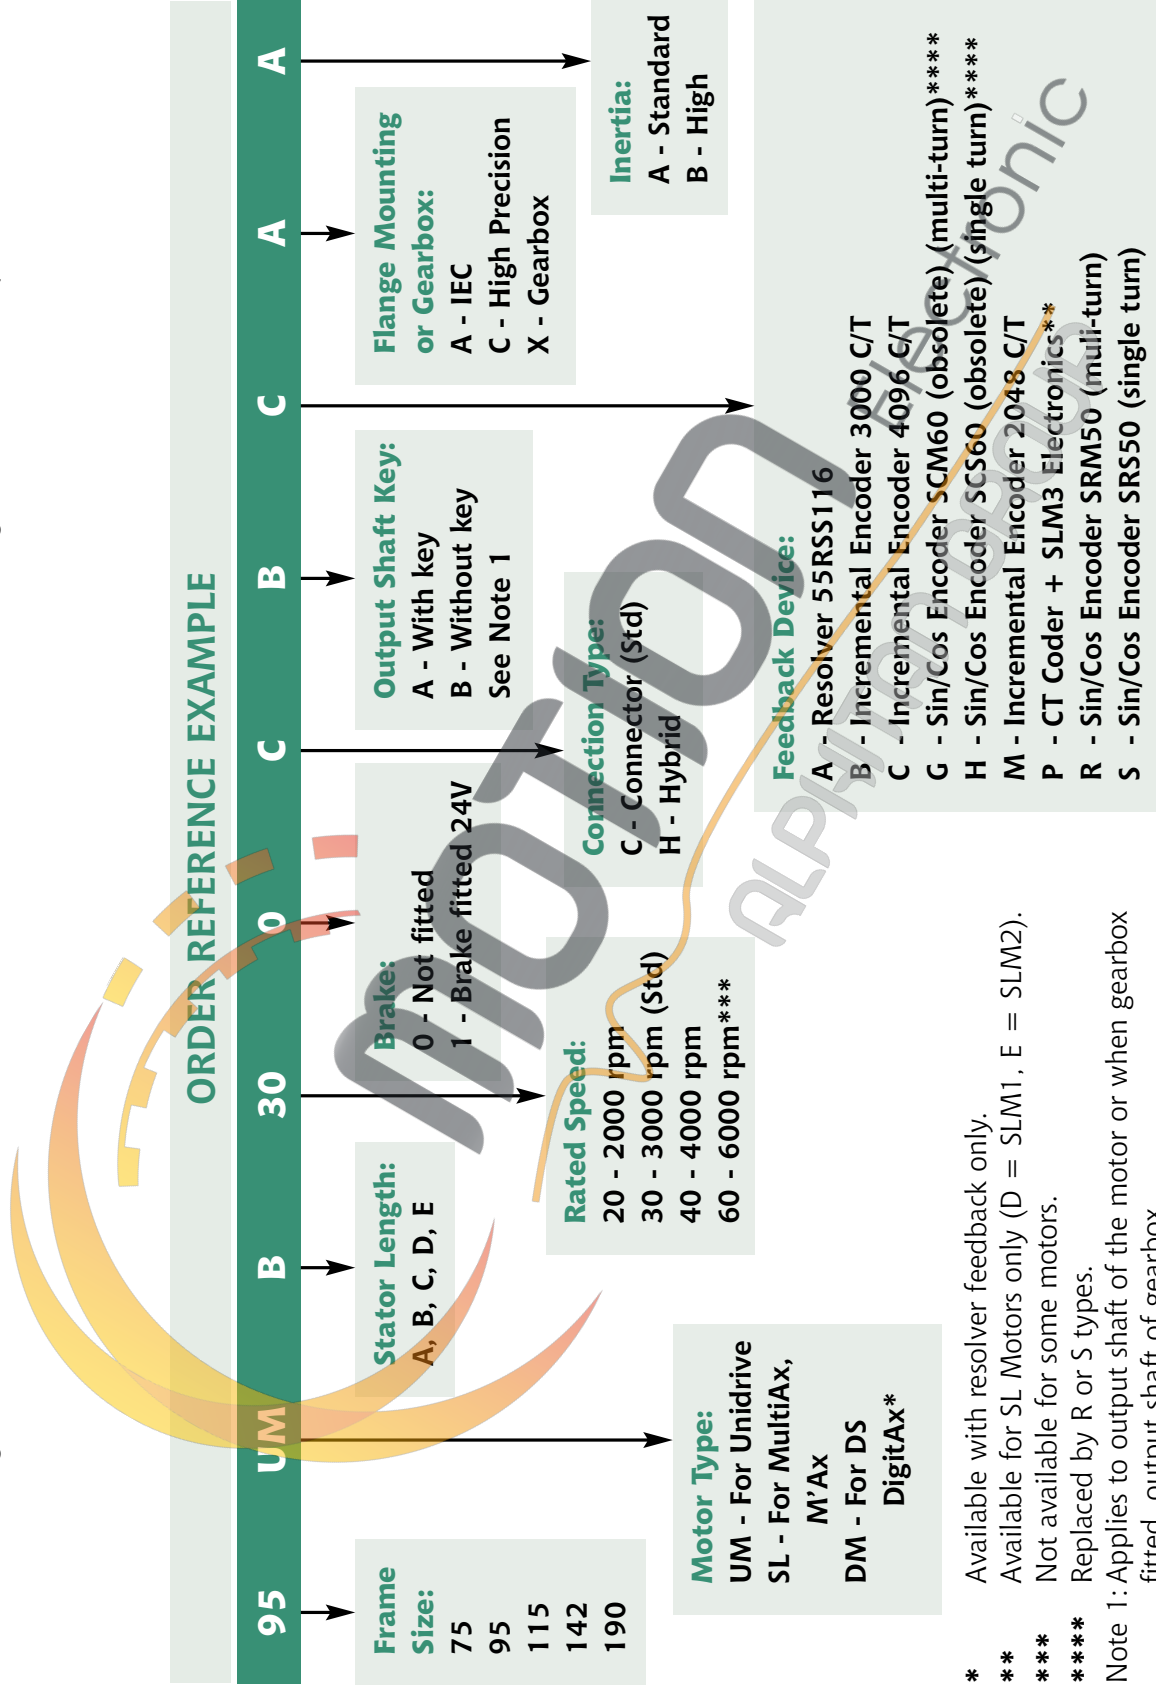 ORDER REFERENCE EXAMPLE
95 UM B 30 0 C B C A A
Frame
Size:
75
95
115
142
190
Motor Type:
UM - For Unidrive
SL - For MultiAx,
M'Ax
DM - For DS
DigitAx*
Stator Length:
A, B, C, D, E
Rated Speed:
20 - 2000 rpm
30 - 3000 rpm (Std)
40 - 4000 rpm
60 - 6000 rpm***
Brake:
0 - Not fitted
1 - Brake fitted 24V
Connection Type:
C - Connector (Std)
H - Hybrid
Output Shaft Key:
A - With key
B - Without key
See Note 1
Feedback Device:
A - Resolver 55RSS116
B - Incremental Encoder 3000 C/T
C - Incremental Encoder 4096 C/T
G - Sin/Cos Encoder SCM60 (obsolete) (multi-turn)****
H - Sin/Cos Encoder SCS60 (obsolete) (single turn)****
M - Incremental Encoder 2048 C/T
P - CT Coder + SLM3 Electronics**
R - Sin/Cos Encoder SRM50 (muli-turn)
S - Sin/Cos Encoder SRS50 (single turn)
Flange Mounting
or Gearbox:
A - IEC
C - High Precision
X - Gearbox
Inertia:
A - Standard
B - High
* Available with resolver feedback only.
** Available for SL Motors only (D = SLM1, E = SLM2).
*** Not available for some motors.
**** Replaced by R or S types.
Note 1: Applies to output shaft of the motor or when gearbox
fitted, output shaft of gearbox
MOTION
Electronic
ALPHITAN GROUP